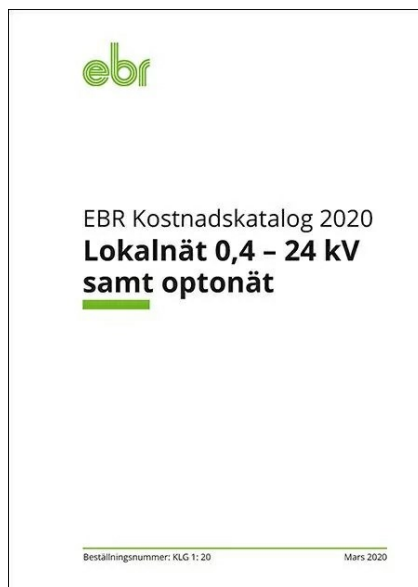 ebr
EBR Kostnadskatalog 2020
Lokalnät 0,4 – 24 kV
samt optonät
Beställningsnummer: KLG 1: 20 Mars 2020